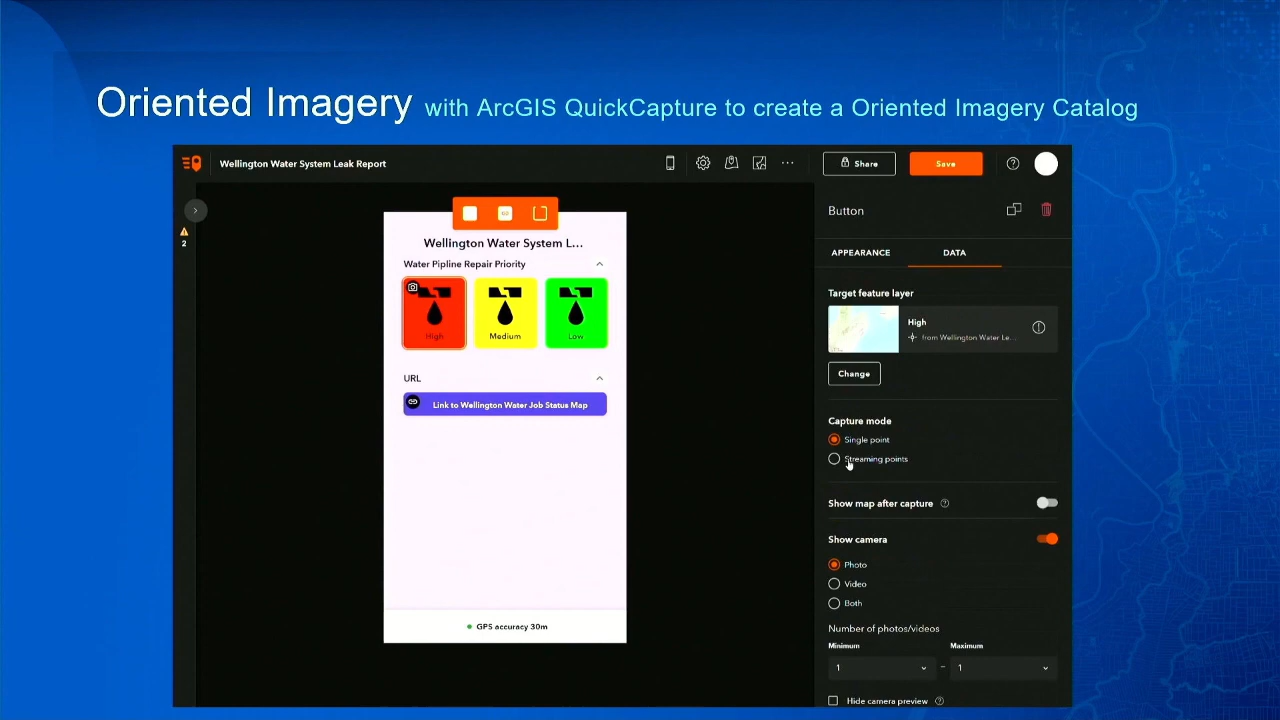 Oriented Imagery with ArcGIS QuickCapture to create a Oriented Imagery Catalog
Wellington Water System Leak Report
Share
Save
2
Wellington Water System L...
Water Pipline Repair Priority
High
Medium
Low
URL
Link to Wellington Water Job Status Map
GPS accuracy 30m
Button
APPEARANCE
DATA
Target feature layer
High
from Wellington Water Le...
Change
Capture mode
Single point
Streaming points
Show map after capture
Show camera
Photo
Video
Both
Number of photos/videos
Minimum
Maximum
1
–
1
Hide camera preview